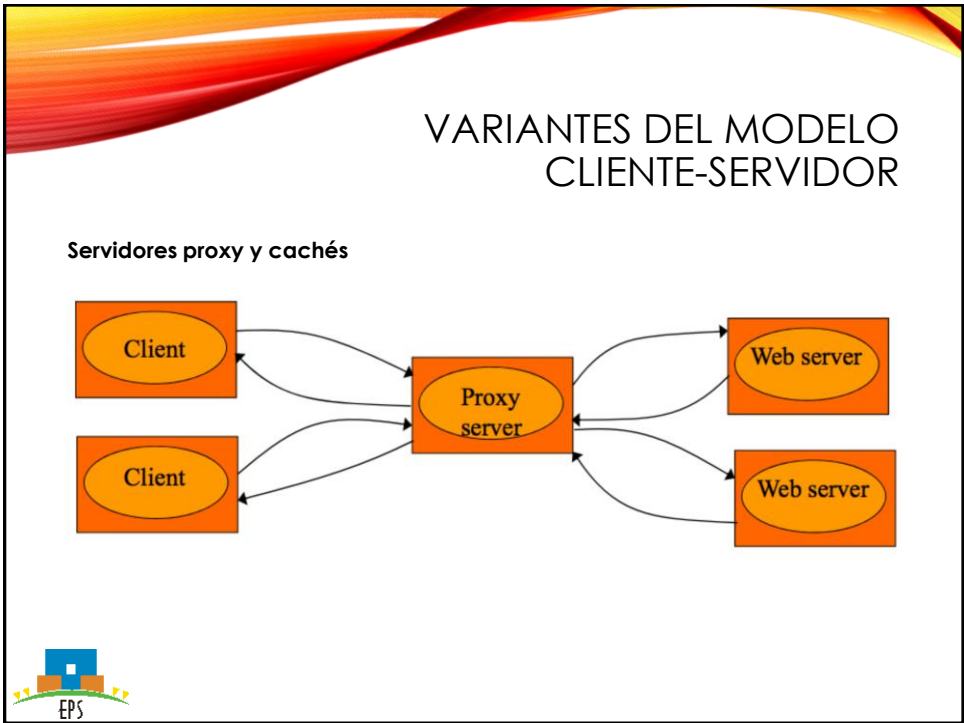 VARIANTES DEL MODELO
CLIENTE-SERVIDOR
Servidores proxy y cachés
Client
Web server
Proxy
server
Client
Web server
EPS